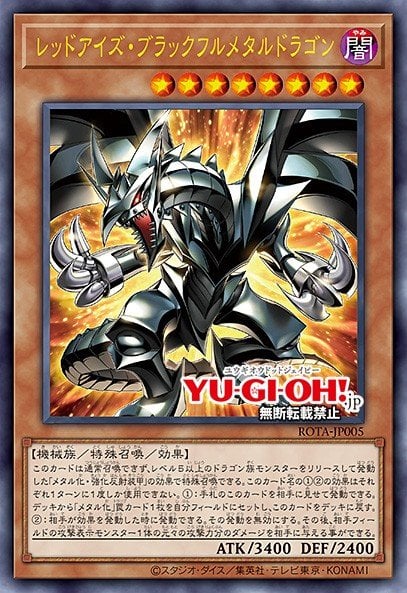 レッドアイズ・ブラックフルメタルドラゴン
やみ
闇
ユウギオウドットジェイピー
YU-GI-OH!.jp
無断転載禁止
ROTA-JP005
【機械族／特殊召喚／効果】
このカードは通常召喚できず、レベル５以上のドラゴン族モンスターをリリースして発動
した「メタル化・強化反射装甲」の効果で特殊召喚できる。このカード名の①②の効果はそ
れぞれ１ターンに１度しか使用できない。①：手札のこのカードを相手に見せて発動できる。
デッキから「メタル化」罠カード１枚を自分フィールドにセットし、このカードをデッキに戻す。
②：相手が効果を発動した時に発動できる。その発動を無効にする。その後、相手フィール
ドの攻撃表示モンスター１体の元々の攻撃力分のダメージを相手に与える事ができる。
ATK/3400 DEF/2400
©スタジオ・ダイス／集英社・テレビ東京・KONAMI